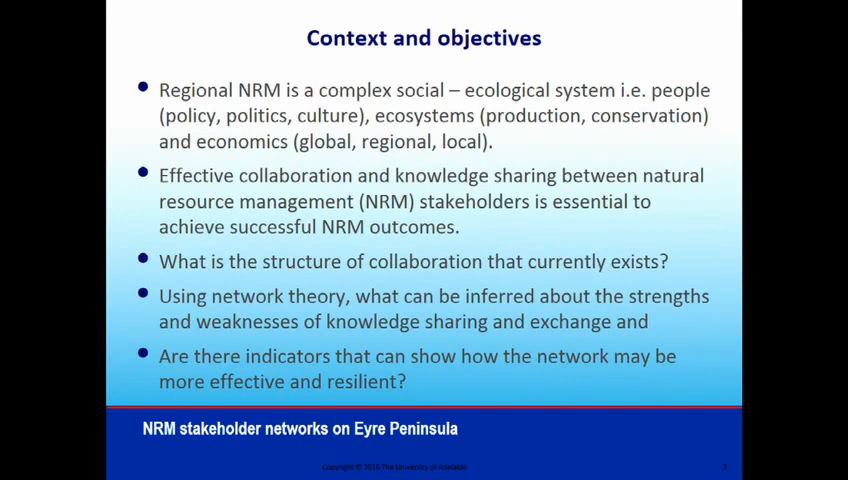 Context and objectives
• Regional NRM is a complex social – ecological system i.e. people
(policy, politics, culture), ecosystems (production, conservation)
and economics (global, regional, local).
• Effective collaboration and knowledge sharing between natural
resource management (NRM) stakeholders is essential to
achieve successful NRM outcomes.
• What is the structure of collaboration that currently exists?
• Using network theory, what can be inferred about the strengths
and weaknesses of knowledge sharing and exchange and
• Are there indicators that can show how the network may be
more effective and resilient?
NRM stakeholder networks on Eyre Peninsula
Copyright © 2016 The University of Adelaide
2